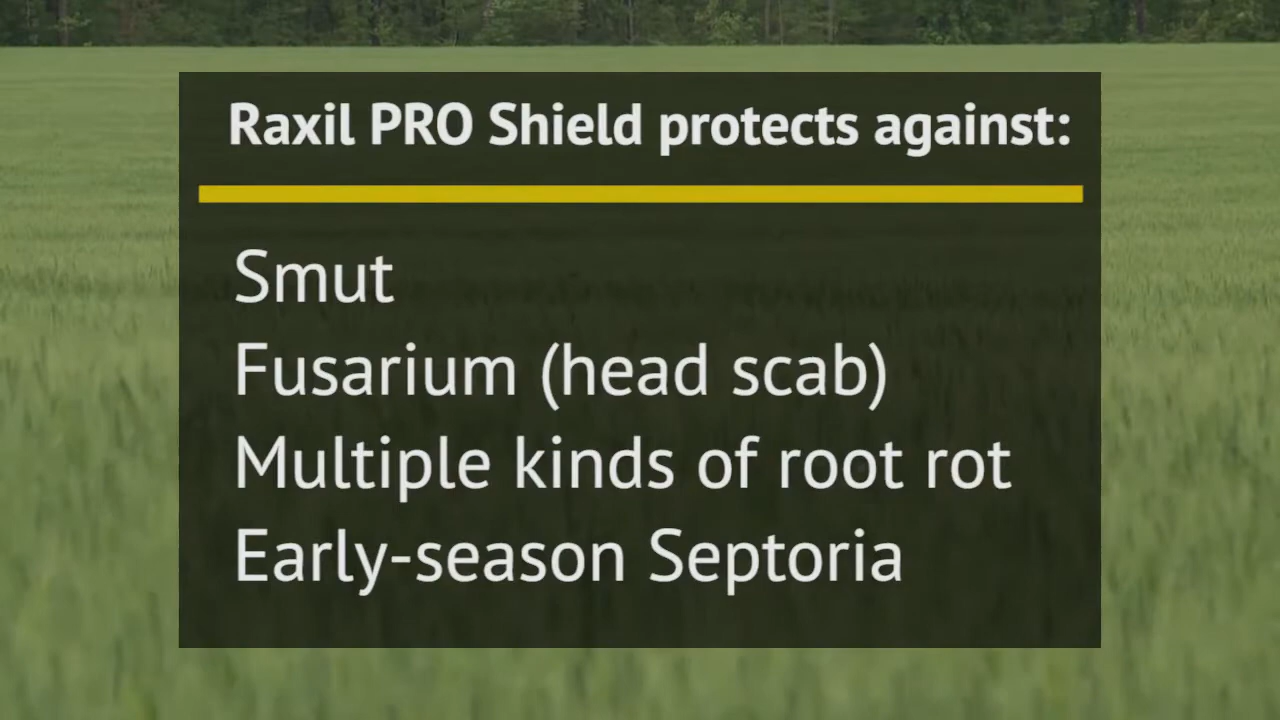 Raxil PRO Shield protects against:
Smut
Fusarium (head scab)
Multiple kinds of root rot
Early-season Septoria